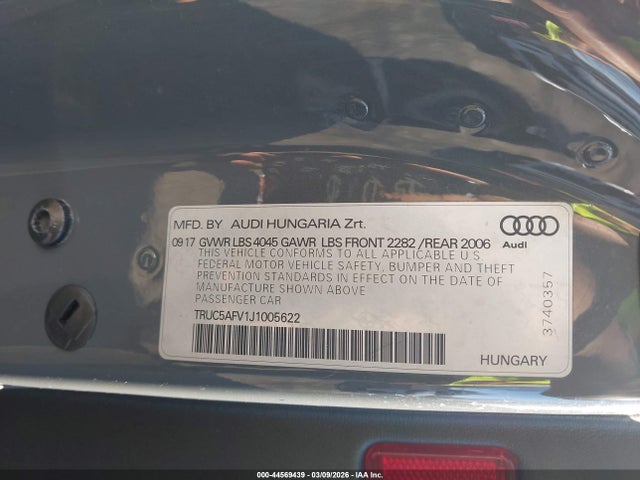 MFD. BY AUDI HUNGARIA Zrt.
09 17 GVWR LBS 4045 GAWR LBS FRONT 2282 /REAR 2006
THIS VEHICLE CONFORMS TO ALL APPLICABLE U.S
FEDERAL MOTOR VEHICLE SAFETY, BUMPER AND THEFT
PREVENTION STANDARDS IN EFFECT ON THE DATE OF
MANUFACTURE SHOWN ABOVE
PASSENGER CAR
TRUC5AFV1J1005622
Audi
3740357
HUNGARY
000-44569439 | 03/09/2026 | IAA Inc.